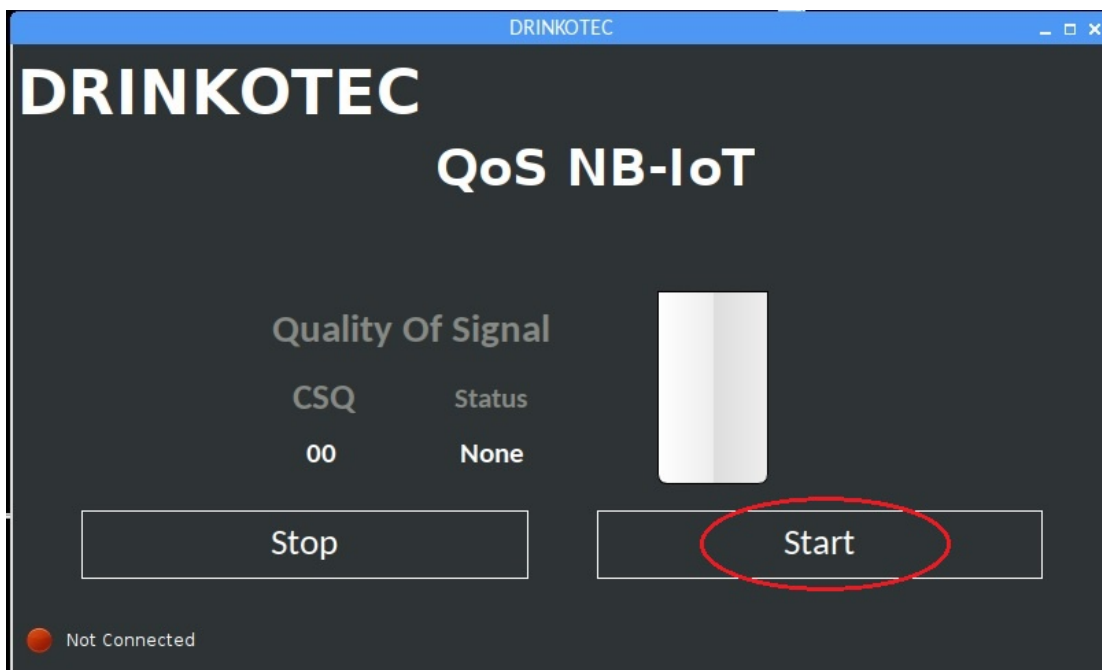 DRINKOTEC
DRINKOTEC
QoS NB-IoT
Quality Of Signal
CSQ Status
00 None
Stop Start
Not Connected